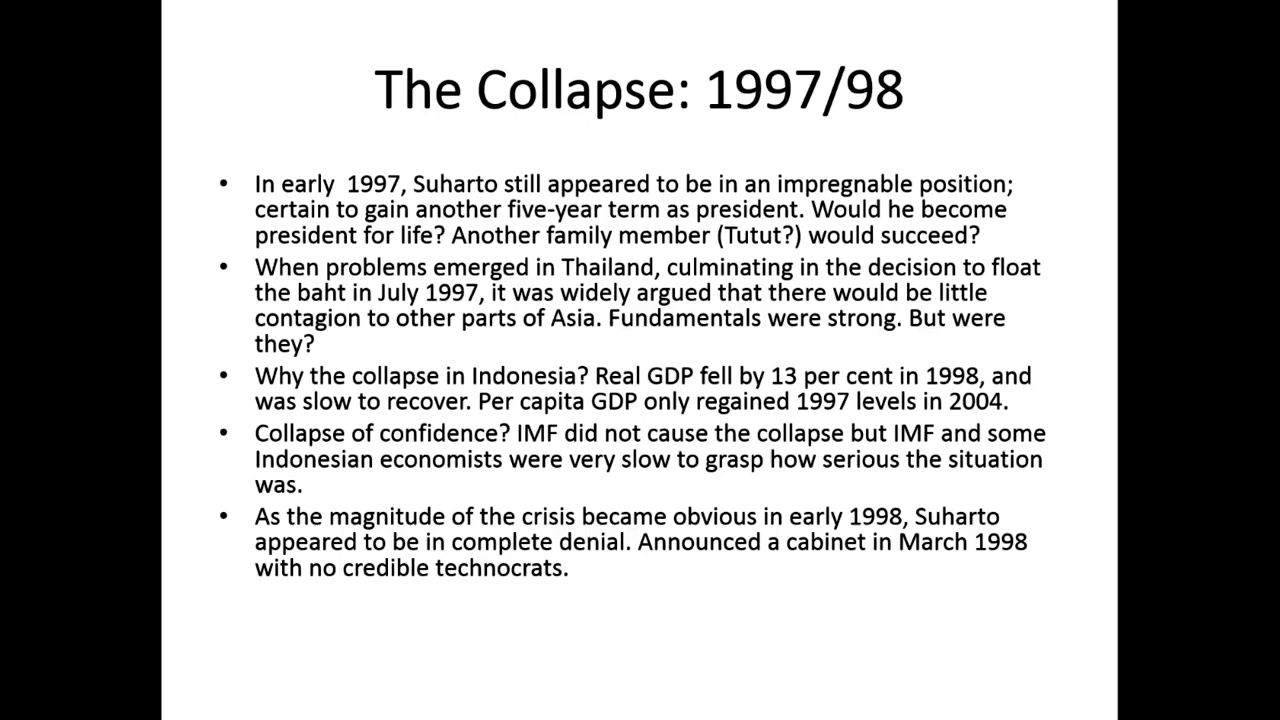 The Collapse: 1997/98
• In early  1997, Suharto still appeared to be in an impregnable position;
certain to gain another five-year term as president. Would he become
president for life? Another family member (Tutut?) would succeed?
• When problems emerged in Thailand, culminating in the decision to float
the baht in July 1997, it was widely argued that there would be little
contagion to other parts of Asia. Fundamentals were strong. But were
they?
• Why the collapse in Indonesia? Real GDP fell by 13 per cent in 1998, and
was slow to recover. Per capita GDP only regained 1997 levels in 2004.
• Collapse of confidence? IMF did not cause the collapse but IMF and some
Indonesian economists were very slow to grasp how serious the situation
was.
• As the magnitude of the crisis became obvious in early 1998, Suharto
appeared to be in complete denial. Announced a cabinet in March 1998
with no credible technocrats.